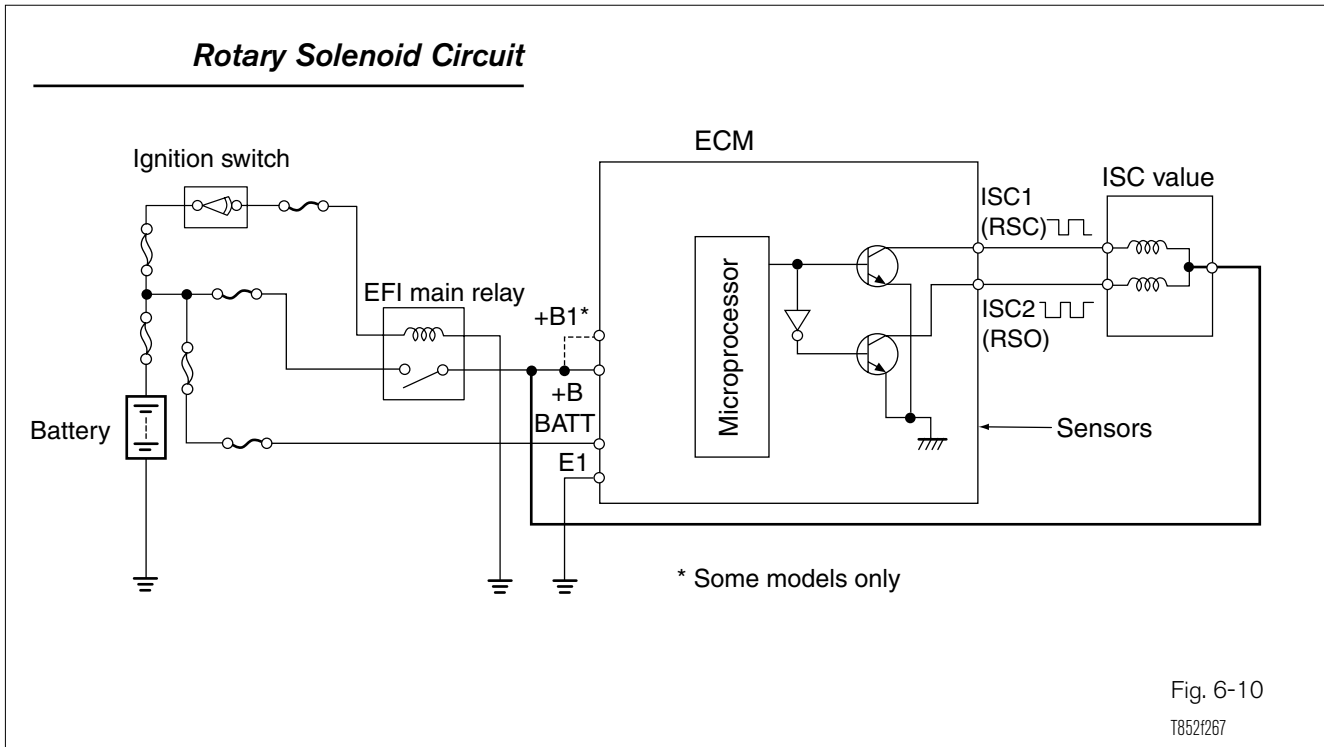 Rotary Solenoid Circuit
Ignition switch
ECM
ISC value
ISC1
(RSC)
EFI main relay
+B1*
ISC2
(RSO)
Microprocessor
+B
BATT
Battery
Sensors
E1
* Some models only
Fig. 6-10
T852f267